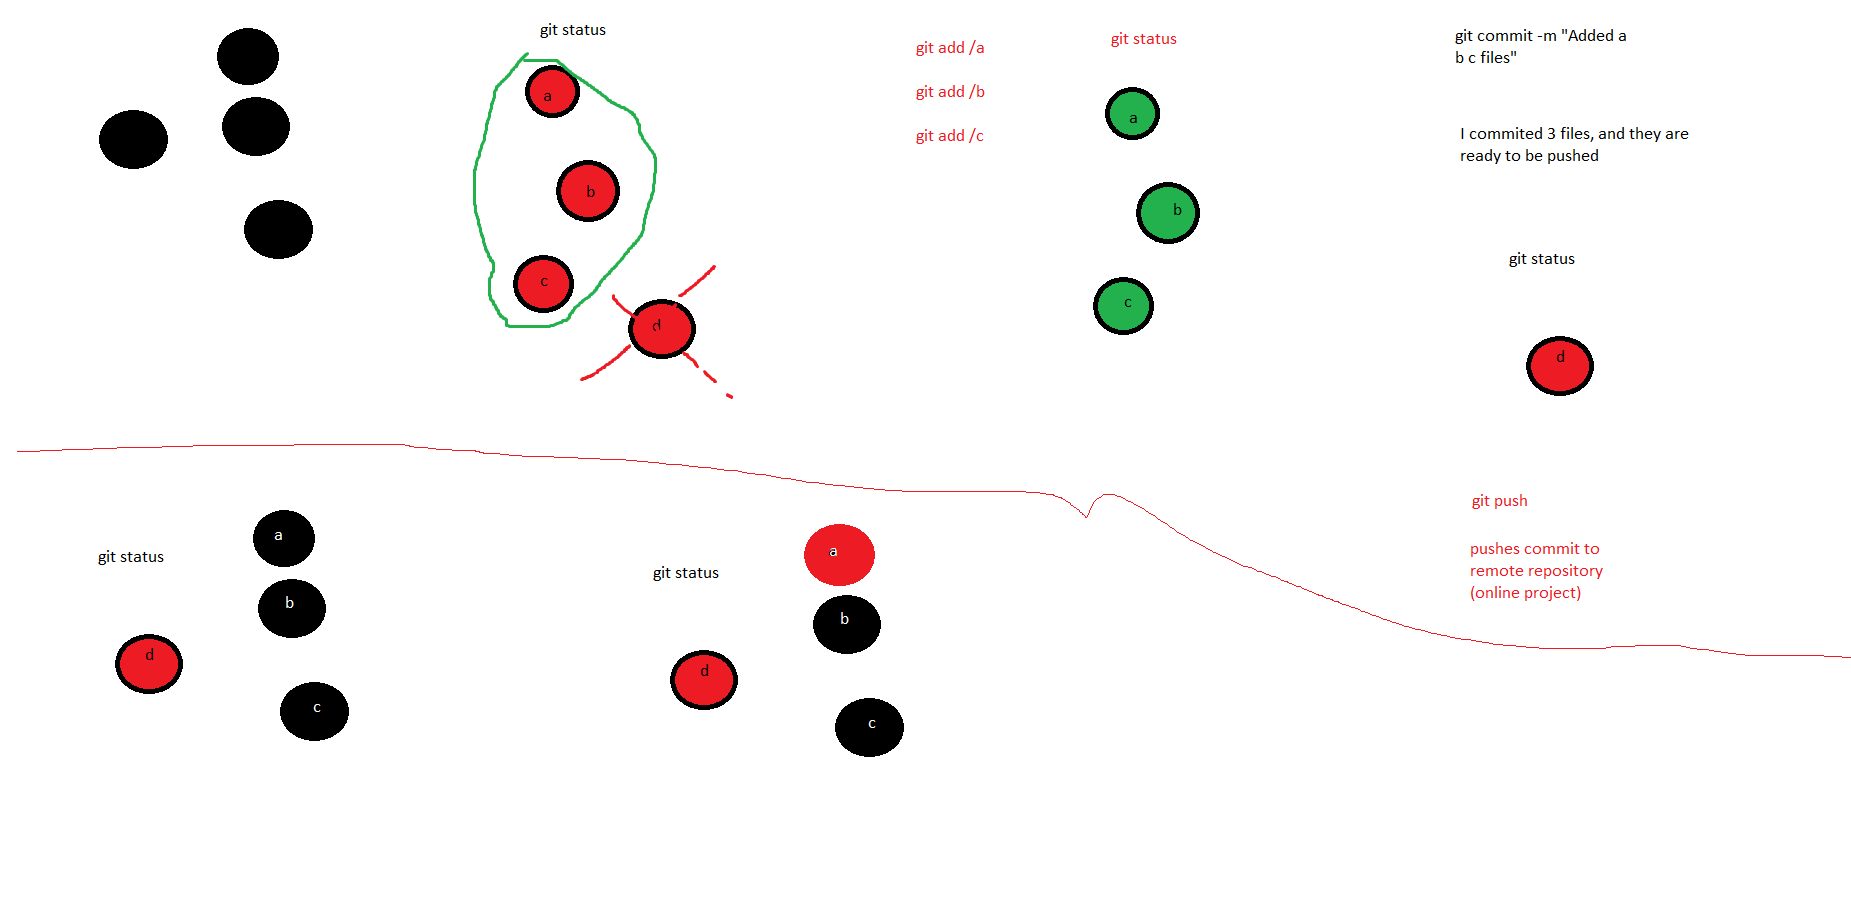 git status
a
b
c
d
git add /a
git add /b
git add /c
git status
a
b
c
git commit -m "Added a
b c files"
I commited 3 files, and they are
ready to be pushed
git status
d
git push
pushes commit to
remote repository
(online project)
git status
a
b
d
c
git status
a
b
d
c